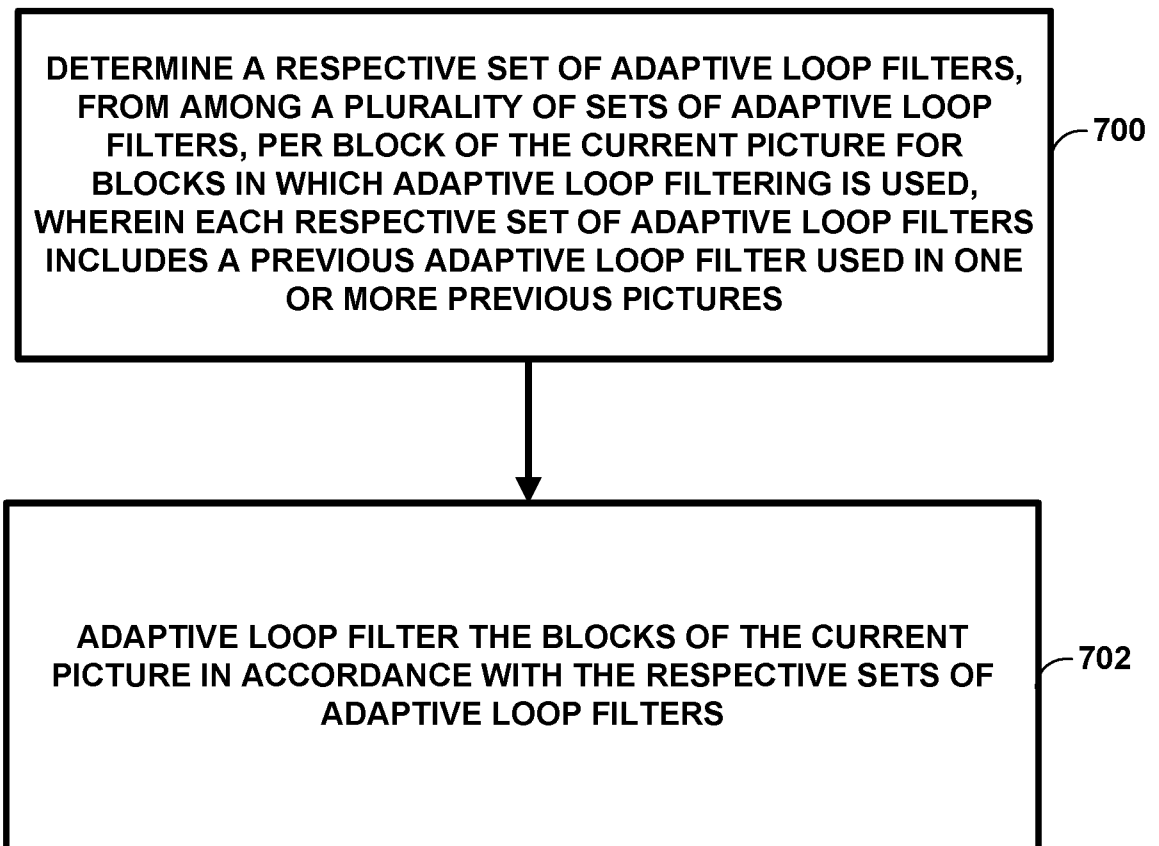 DETERMINE A RESPECTIVE SET OF ADAPTIVE LOOP FILTERS,
FROM AMONG A PLURALITY OF SETS OF ADAPTIVE LOOP
FILTERS, PER BLOCK OF THE CURRENT PICTURE FOR
BLOCKS IN WHICH ADAPTIVE LOOP FILTERING IS USED,
WHEREIN EACH RESPECTIVE SET OF ADAPTIVE LOOP FILTERS
INCLUDES A PREVIOUS ADAPTIVE LOOP FILTER USED IN ONE
OR MORE PREVIOUS PICTURES
700
ADAPTIVE LOOP FILTER THE BLOCKS OF THE CURRENT
PICTURE IN ACCORDANCE WITH THE RESPECTIVE SETS OF
ADAPTIVE LOOP FILTERS
702